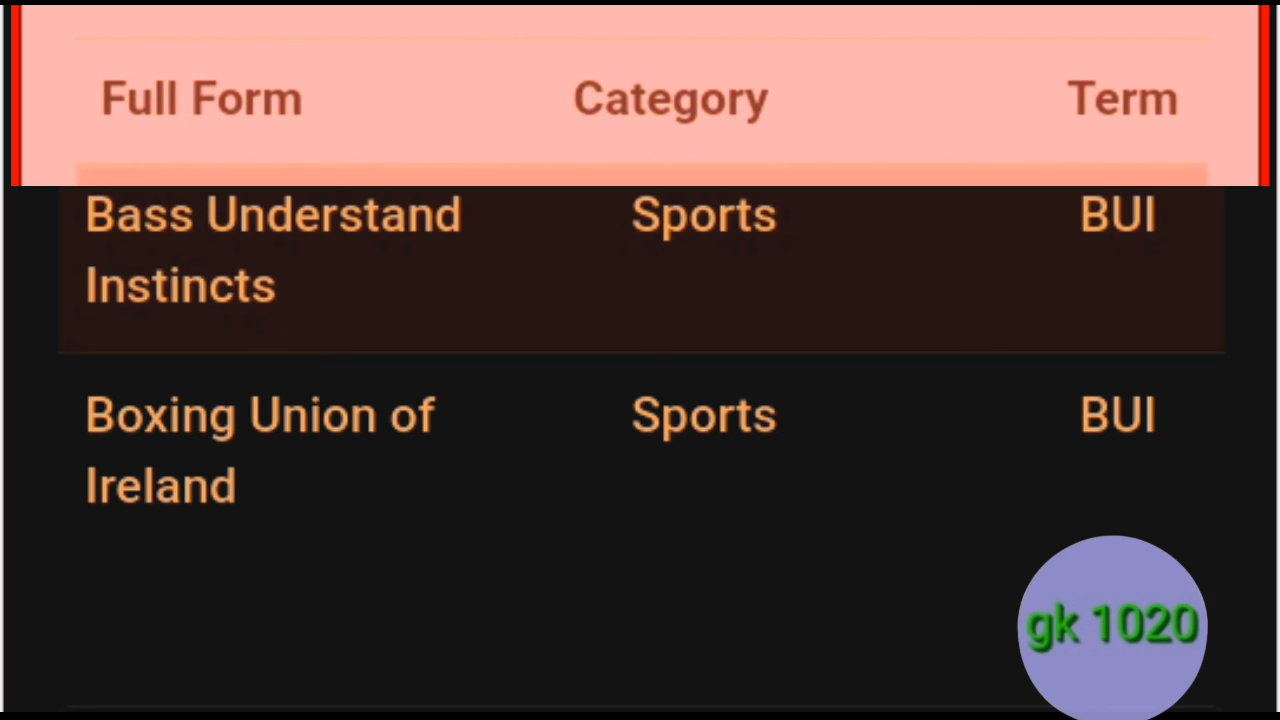 Full Form Category Term
Bass Understand Sports BUI
Instincts
Boxing Union of Sports BUI
Ireland
gk 1020